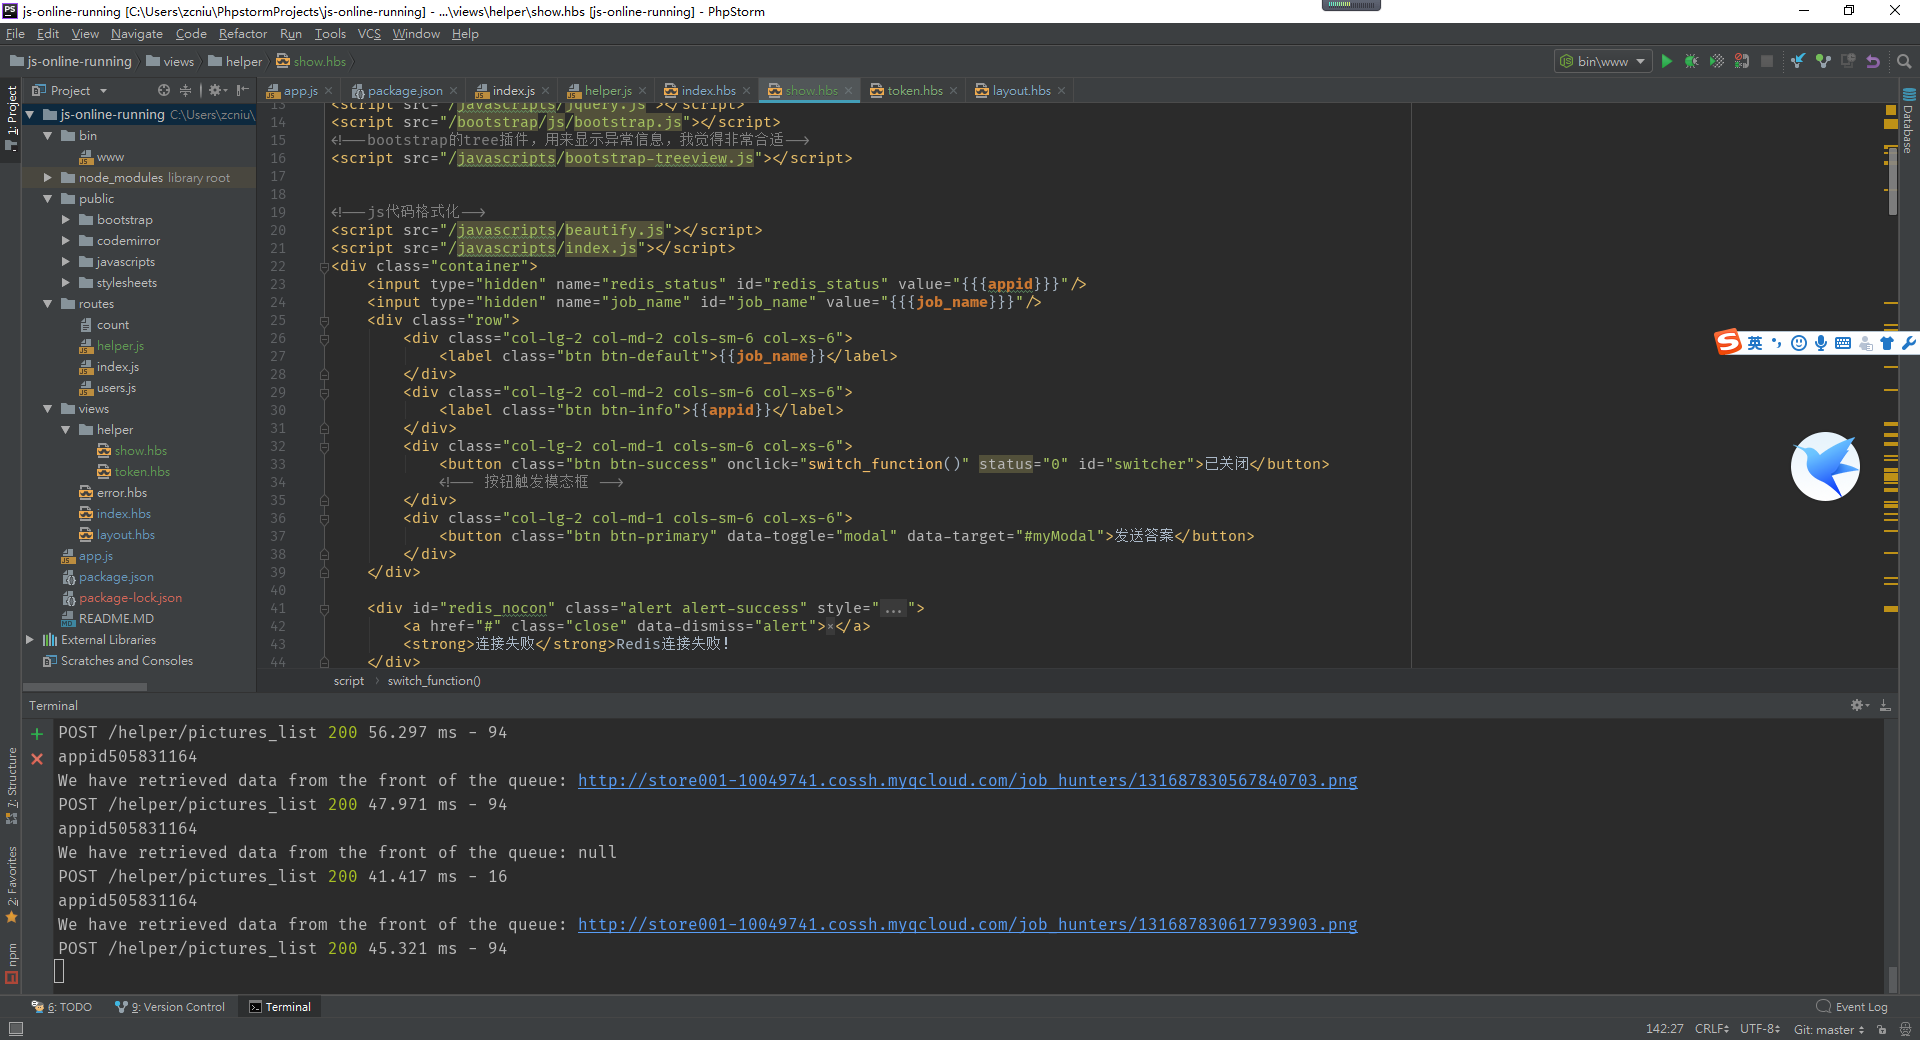 js-online-running [C:\Users\zcniu\PhpstormProjects\js-online-running] - ...\views\helper\show.hbs [js-online-running] - PhpStorm
File Edit View Navigate Code Refactor Run Tools VCS Window Help
js-online-running views helper show.hbs bin\www
Project
app.js package.json index.js helper.js index.hbs show.hbs token.hbs layout.hbs
1: Project
7: Structure
2: Favorites
npm
Database
js-online-running C:\Users\zcniu\
bin
www
node_modules library root
public
bootstrap
codemirror
javascripts
stylesheets
routes
count
helper.js
index.js
users.js
views
helper
show.hbs
token.hbs
error.hbs
index.hbs
layout.hbs
app.js
package.json
package-lock.json
README.MD
External Libraries
Scratches and Consoles
13 <script src="/javascripts/jquery.js"></script>
14 <script src="/bootstrap/js/bootstrap.js"></script>
15 <!--bootstrap的tree插件，用来显示异常信息，我觉得非常合适-->
16 <script src="/javascripts/bootstrap-treeview.js"></script>
17
18
19 <!--js代码格式化-->
20 <script src="/javascripts/beautify.js"></script>
21 <script src="/javascripts/index.js"></script>
22 <div class="container">
23 <input type="hidden" name="redis_status" id="redis_status" value="{{{appid}}}"/>
24 <input type="hidden" name="job_name" id="job_name" value="{{{job_name}}}"/>
25 <div class="row">
26 <div class="col-lg-2 col-md-2 cols-sm-6 col-xs-6">
27 <label class="btn btn-default">{{job_name}}</label>
28 </div>
29 <div class="col-lg-2 col-md-2 cols-sm-6 col-xs-6">
30 <label class="btn btn-info">{{appid}}</label>
31 </div>
32 <div class="col-lg-2 col-md-1 cols-sm-6 col-xs-6">
33 <button class="btn btn-success" onclick="switch_function()" status="0" id="switcher">已关闭</button>
34 <!-- 按钮触发模态框 -->
35 </div>
36 <div class="col-lg-2 col-md-1 cols-sm-6 col-xs-6">
37 <button class="btn btn-primary" data-toggle="modal" data-target="#myModal">发送答案</button>
38 </div>
39 </div>
40
41 <div id="redis_nocon" class="alert alert-success" style="...">
42 <a href="#" class="close" data-dismiss="alert">×</a>
43 <strong>连接失败</strong>Redis连接失败!
44 </div>
script switch_function()
英
Terminal
POST /helper/pictures_list 200 56.297 ms - 94
appid505831164
We have retrieved data from the front of the queue: http://store001-10049741.cossh.myqcloud.com/job_hunters/131687830567840703.png
POST /helper/pictures_list 200 47.971 ms - 94
appid505831164
We have retrieved data from the front of the queue: null
POST /helper/pictures_list 200 41.417 ms - 16
appid505831164
We have retrieved data from the front of the queue: http://store001-10049741.cossh.myqcloud.com/job_hunters/131687830617793903.png
POST /helper/pictures_list 200 45.321 ms - 94
6: TODO 9: Version Control Terminal Event Log
142:27 CRLF UTF-8 Git: master